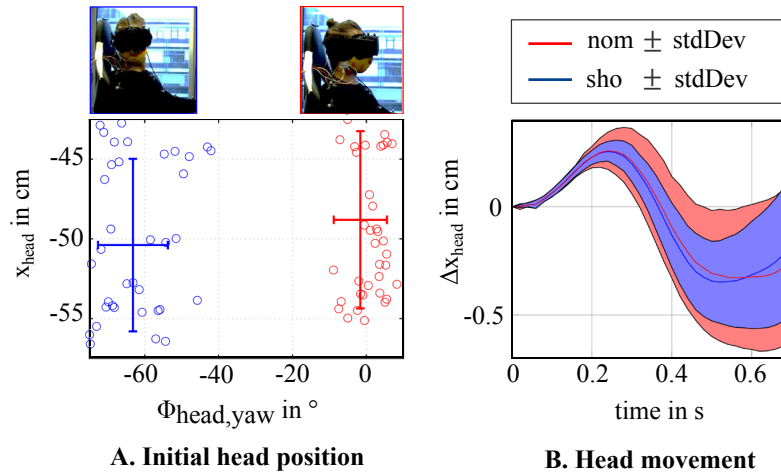 nom ± stdDev
sho ± stdDev
-45
-50
-55
x_head in cm
-60
-40
-20
0
Φ_head,yaw in °
A. Initial head position
0
-0.5
Δx_head in cm
0
0.2
0.4
0.6
time in s
B. Head movement